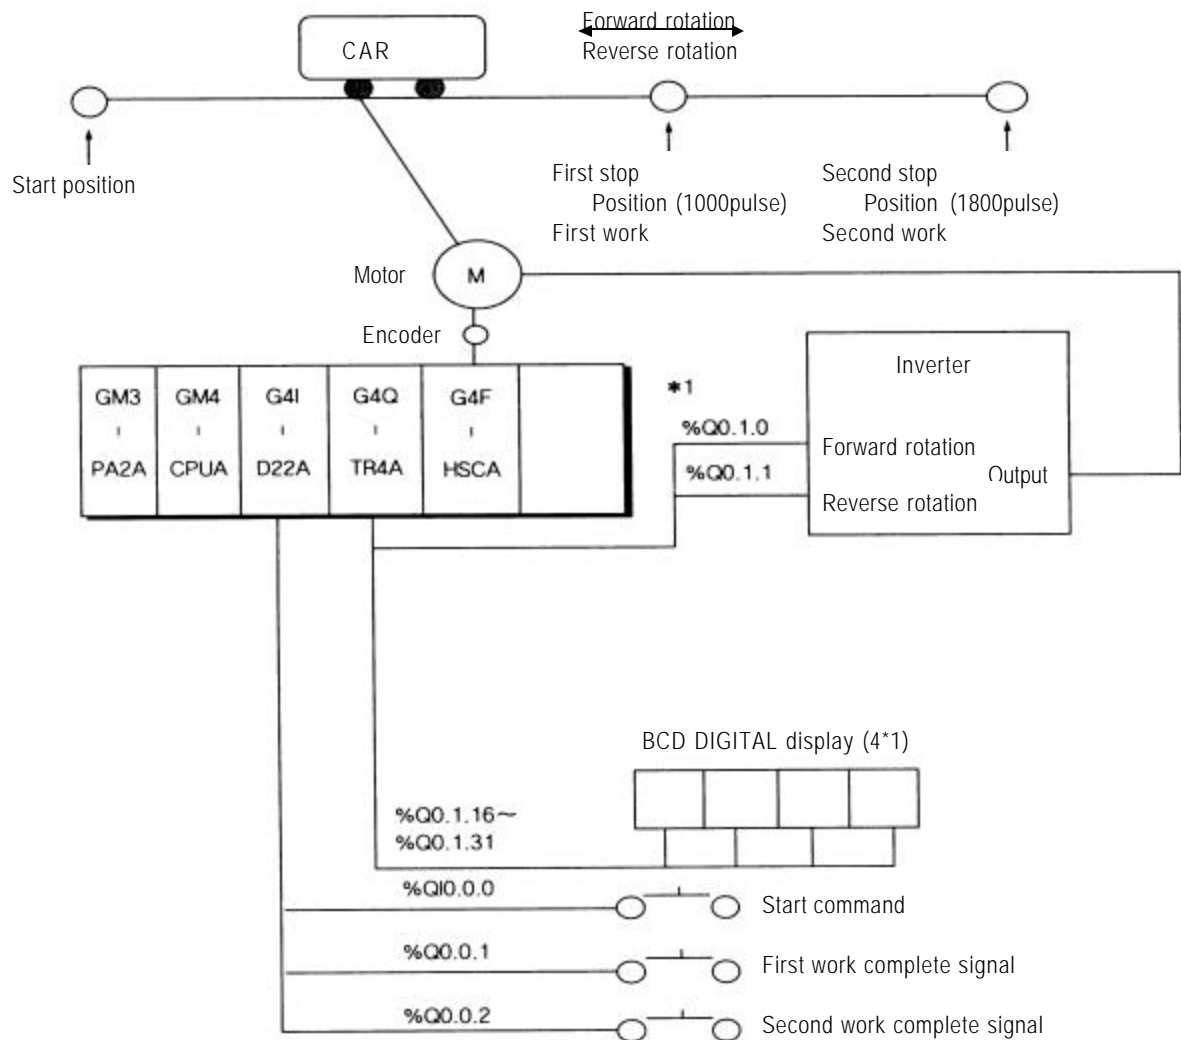 Forward rotation
CAR
Reverse rotation
Start position
First stop
Position (1000pulse)
First work
Second stop
Position (1800pulse)
Second work
Motor
M
Encoder
GM3
-
PA2A
GM4
-
CPUA
G4I
-
D22A
G4Q
-
TR4A
G4F
-
HSCA
*1
%Q0.1.0
%Q0.1.1
Inverter
Forward rotation
Output
Reverse rotation
BCD DIGITAL display (4*1)
%Q0.1.16~
%Q0.1.31
%QI0.0.0
Start command
%Q0.0.1
First work complete signal
%Q0.0.2
Second work complete signal